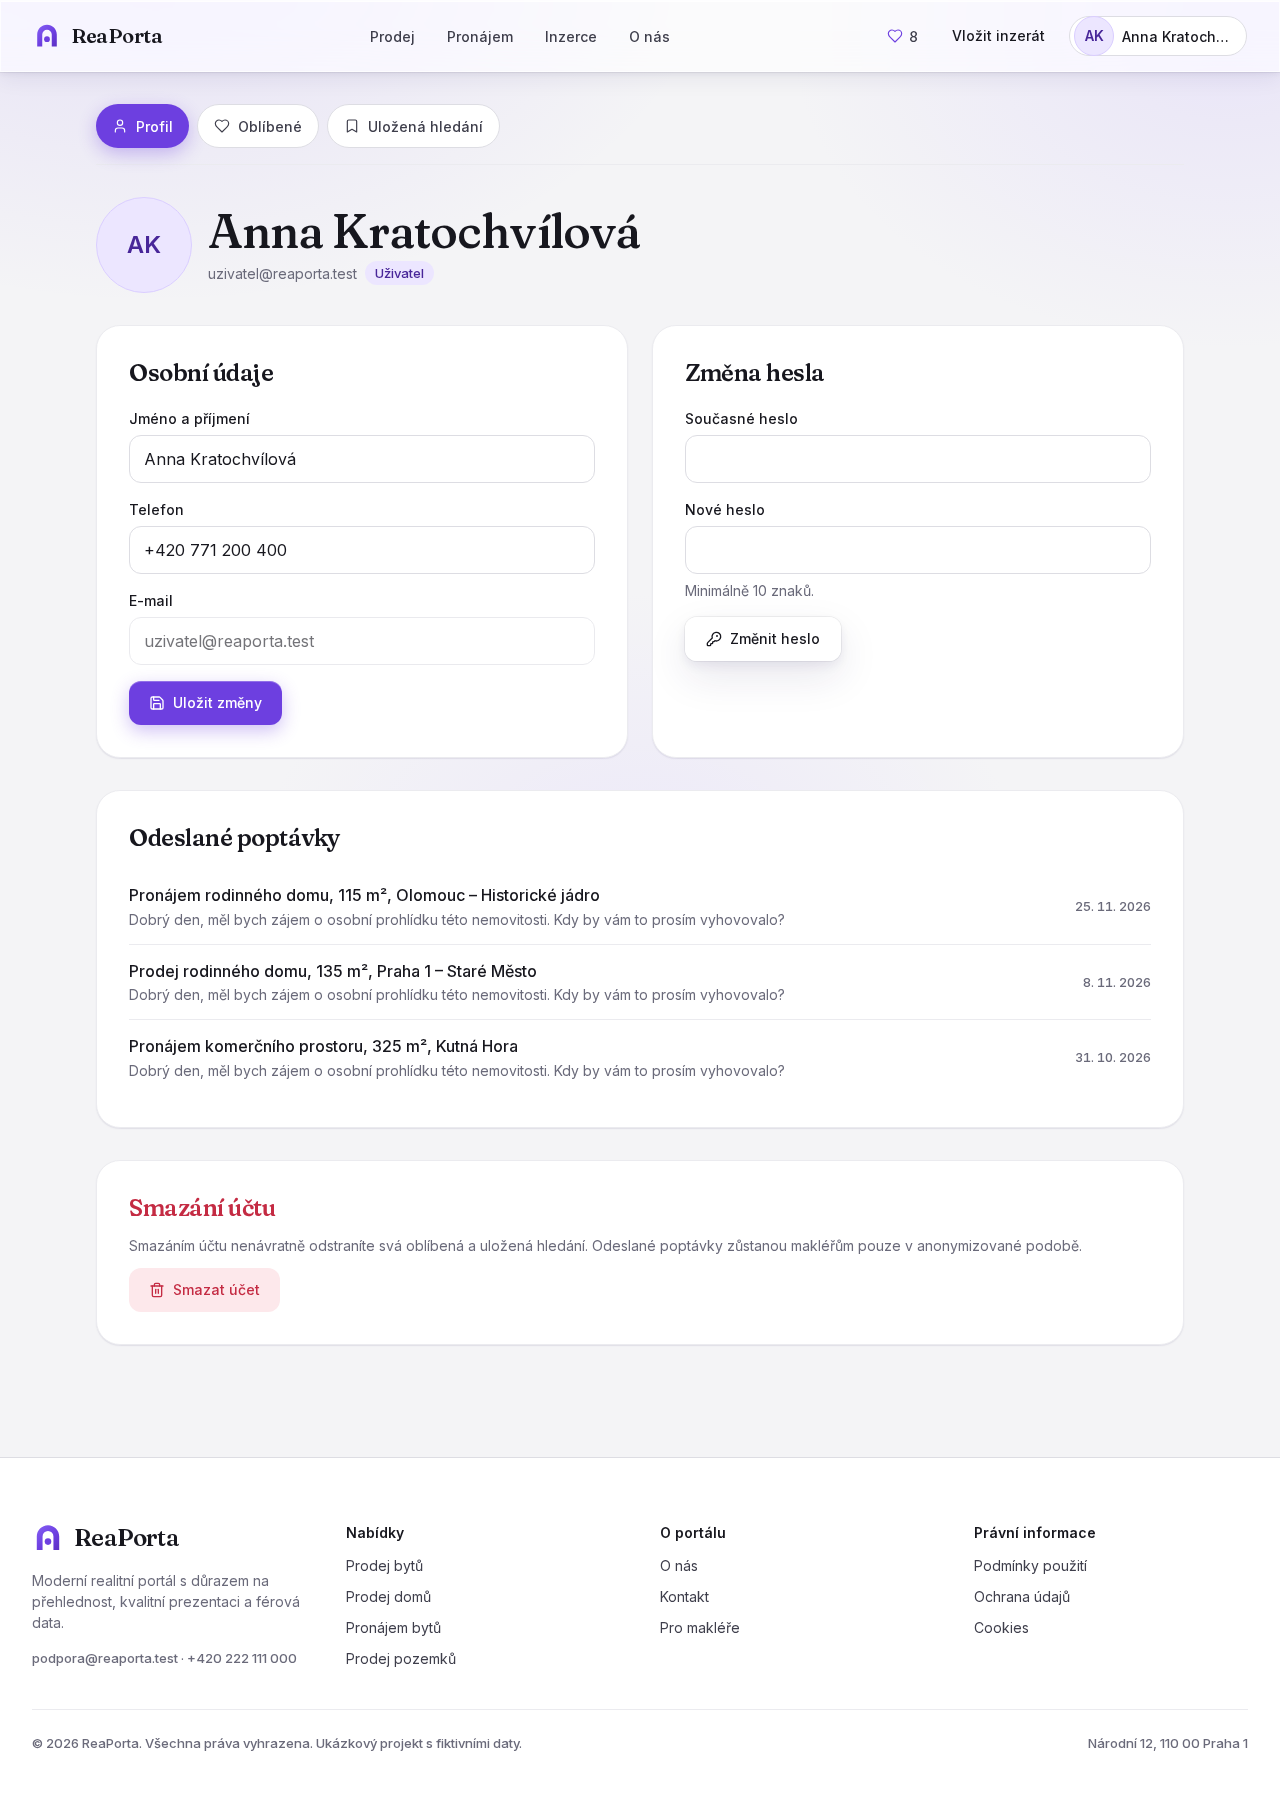 ReaPorta
Prodej
Pronájem
Inzerce
O nás
8
Vložit inzerát
AK
Anna Kratoch…
Profil
Oblíbené
Uložená hledání
AK
Anna Kratochvílová
uzivatel@reaporta.test
Uživatel
Osobní údaje
Jméno a příjmení
Anna Kratochvílová
Telefon
+420 771 200 400
E-mail
uzivatel@reaporta.test
Uložit změny
Změna hesla
Současné heslo
Nové heslo
Minimálně 10 znaků.
Změnit heslo
Odeslané poptávky
Pronájem rodinného domu, 115 m², Olomouc – Historické jádro
Dobrý den, měl bych zájem o osobní prohlídku této nemovitosti. Kdy by vám to prosím vyhovovalo?
25. 11. 2026
Prodej rodinného domu, 135 m², Praha 1 – Staré Město
Dobrý den, měl bych zájem o osobní prohlídku této nemovitosti. Kdy by vám to prosím vyhovovalo?
8. 11. 2026
Pronájem komerčního prostoru, 325 m², Kutná Hora
Dobrý den, měl bych zájem o osobní prohlídku této nemovitosti. Kdy by vám to prosím vyhovovalo?
31. 10. 2026
Smazání účtu
Smazáním účtu nenávratně odstraníte svá oblíbená a uložená hledání. Odeslané poptávky zůstanou makléřům pouze v anonymizované podobě.
Smazat účet
ReaPorta
Moderní realitní portál s důrazem na
přehlednost, kvalitní prezentaci a férová
data.
podpora@reaporta.test · +420 222 111 000
Nabídky
Prodej bytů
Prodej domů
Pronájem bytů
Prodej pozemků
O portálu
O nás
Kontakt
Pro makléře
Právní informace
Podmínky použití
Ochrana údajů
Cookies
© 2026 ReaPorta. Všechna práva vyhrazena. Ukázkový projekt s fiktivními daty.
Národní 12, 110 00 Praha 1